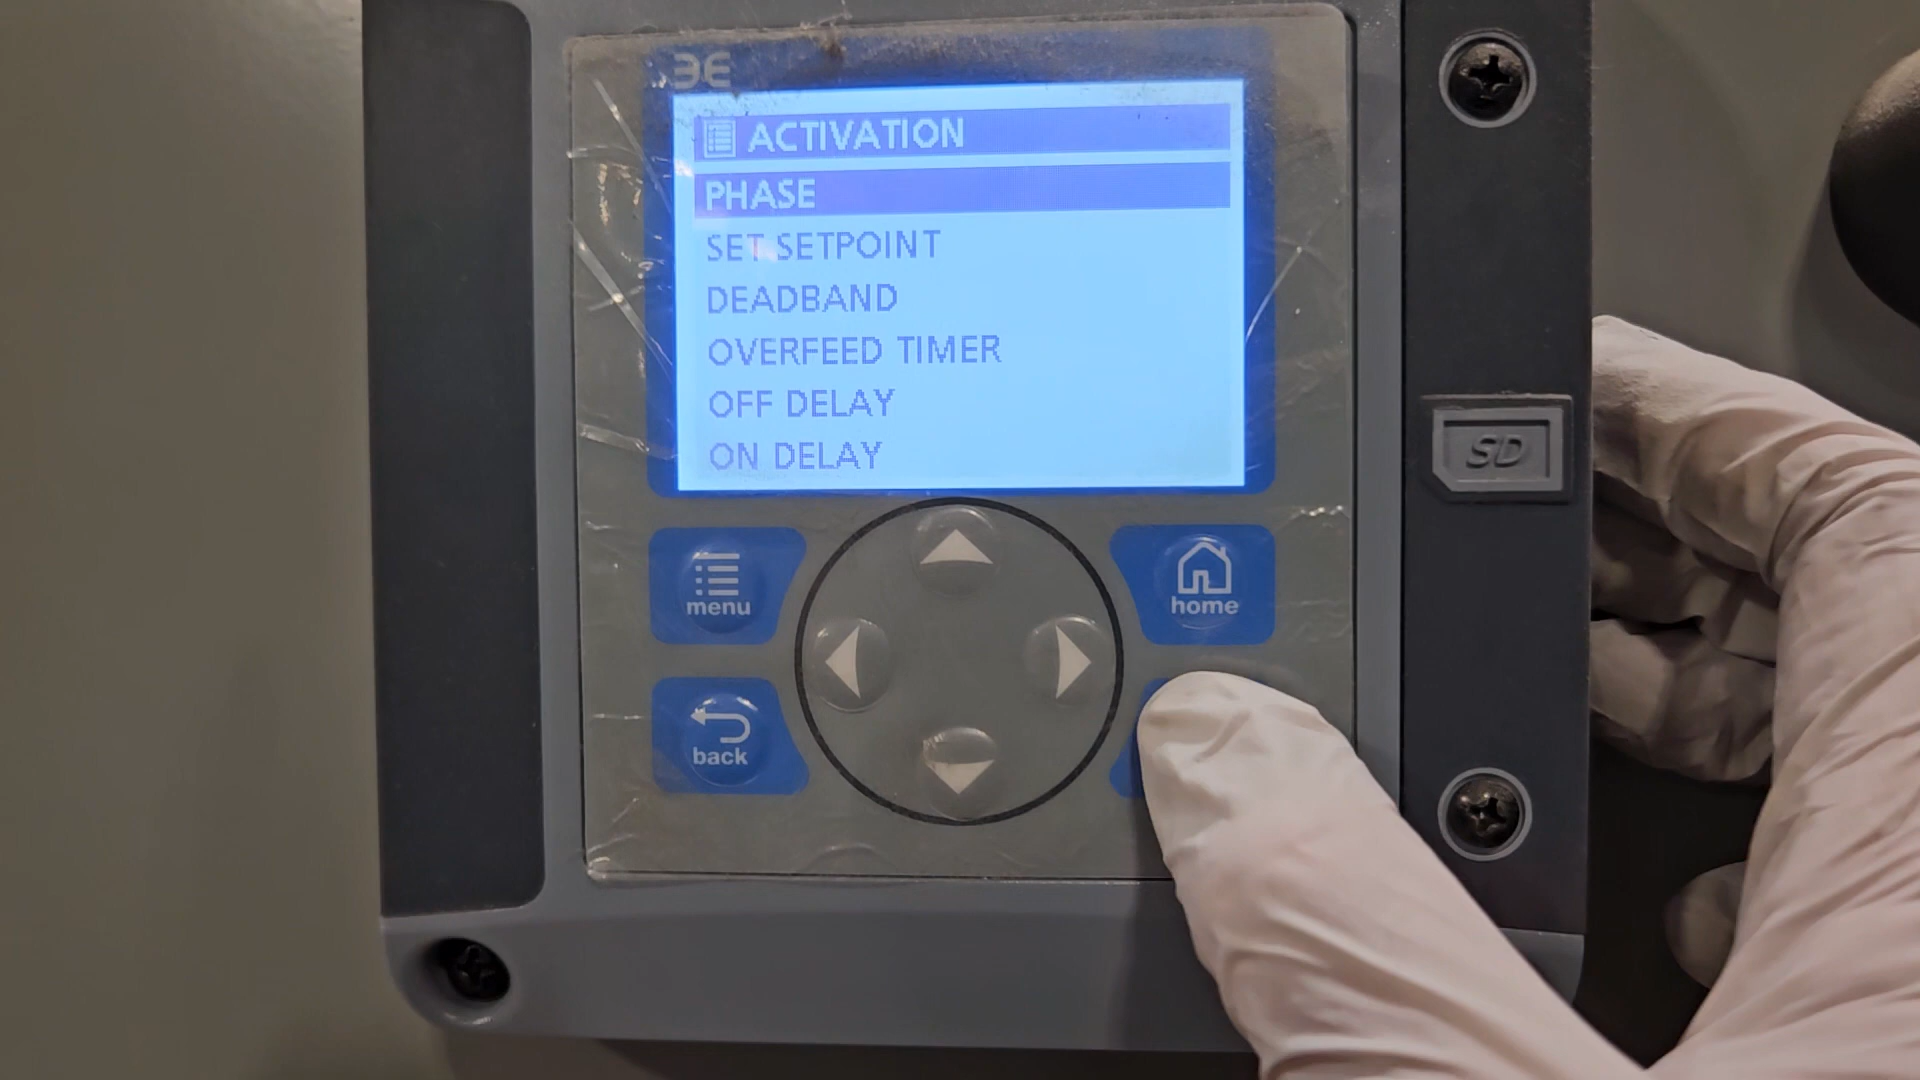 ACTIVATION
PHASE
SET SETPOINT
DEADBAND
OVERFEED TIMER
OFF DELAY
ON DELAY
menu
home
back
SD